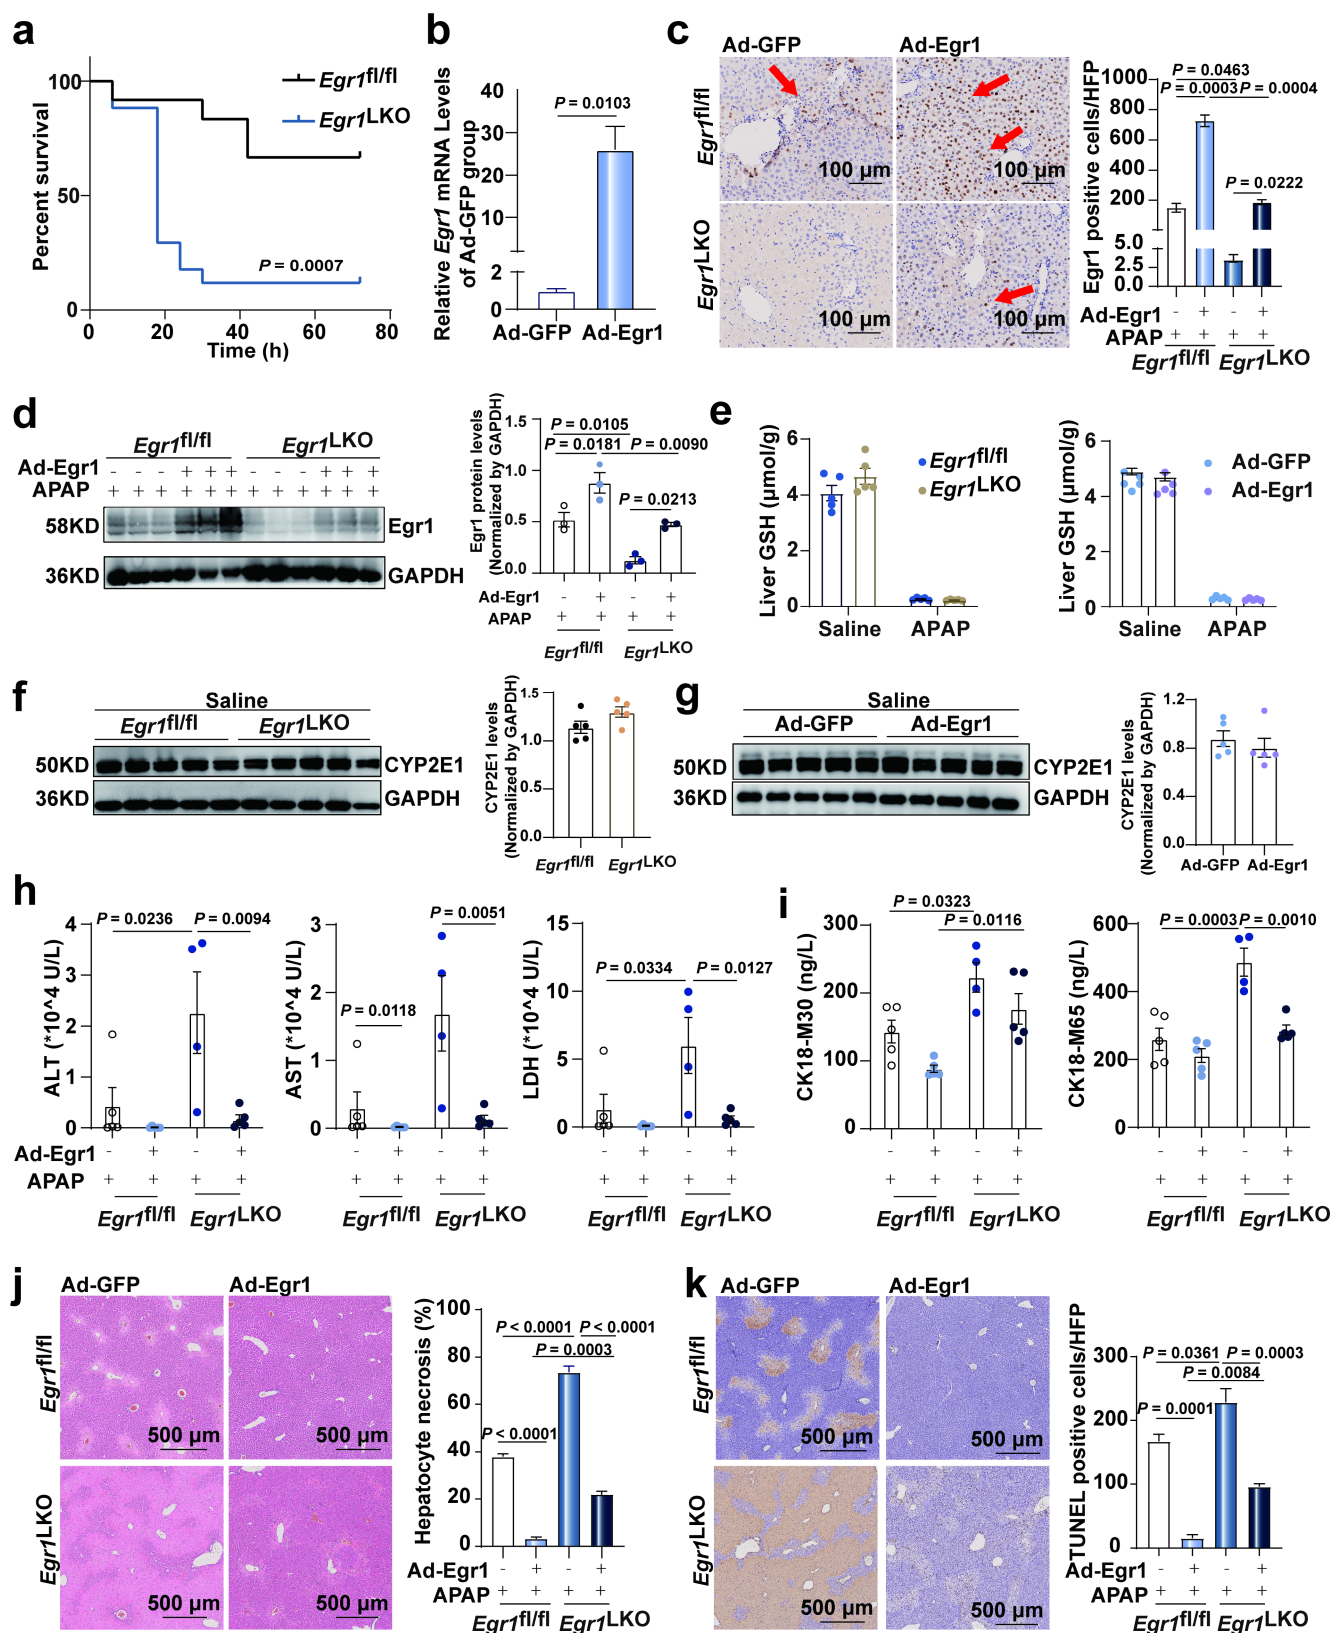 a
Egr1fl/fl
Egr1LKO
Percent survival
100
50
0
P = 0.0007
0 20 40 60 80
Time (h)
b
Relative Egr1 mRNA Levels
of Ad-GFP group
40
30
20
10
2
0
P = 0.0103
Ad-GFP Ad-Egr1
c
Ad-GFP Ad-Egr1
Egr1fl/fl
Egr1LKO
100 µm 100 µm
100 µm 100 µm
Egr1 positive cells/HFP
1000
800
600
400
200
5.0
2.5
0.0
P = 0.0463
P = 0.0003 P = 0.0004
P = 0.0222
Ad-Egr1 - + - +
APAP + + + +
Egr1fl/fl Egr1LKO
d
Egr1fl/fl Egr1LKO
Ad-Egr1 - - - + + + - - - + + +
APAP + + + + + + + + + + + +
58KD Egr1
36KD GAPDH
Egr1 protein levels
(Normalized by GAPDH)
1.5
1.0
0.5
0.0
P = 0.0105
P = 0.0181 P = 0.0090
P = 0.0213
Ad-Egr1 - + - +
APAP + + + +
Egr1fl/fl Egr1LKO
e
Liver GSH (µmol/g)
6
4
2
0
Egr1fl/fl
Egr1LKO
Saline APAP
Liver GSH (µmol/g)
6
4
2
0
Ad-GFP
Ad-Egr1
Saline APAP
f
Saline
Egr1fl/fl Egr1LKO
50KD CYP2E1
36KD GAPDH
CYP2E1 levels
(Normalized by GAPDH)
1.5
1.0
0.5
0.0
Egr1fl/fl Egr1LKO
g
Saline
Ad-GFP Ad-Egr1
50KD CYP2E1
36KD GAPDH
CYP2E1 levels
(Normalized by GAPDH)
1.2
0.8
0.4
0.0
Ad-GFP Ad-Egr1
h
ALT (*10^4 U/L)
4
3
2
1
0
P = 0.0236 P = 0.0094
AST (*10^4 U/L)
3
2
1
0
P = 0.0051
P = 0.0118
LDH (*10^4 U/L)
15
10
5
0
P = 0.0334 P = 0.0127
Ad-Egr1 - + - + - + - + - + - +
APAP + + + + + + + + + + + +
Egr1fl/fl Egr1LKO Egr1fl/fl Egr1LKO Egr1fl/fl Egr1LKO
i
CK18-M30 (ng/L)
300
200
100
0
P = 0.0323
P = 0.0116
CK18-M65 (ng/L)
600
400
200
0
P = 0.0003 P = 0.0010
- + - + - + - +
+ + + + + + + +
Egr1fl/fl Egr1LKO Egr1fl/fl Egr1LKO
j
Ad-GFP Ad-Egr1
Egr1fl/fl
Egr1LKO
500 µm 500 µm
500 µm 500 µm
Hepatocyte necrosis (%)
100
80
60
40
20
0
P < 0.0001 P < 0.0001
P = 0.0003
P < 0.0001
Ad-Egr1 - + - +
APAP + + + +
Egr1fl/fl Egr1LKO
k
Ad-GFP Ad-Egr1
Egr1fl/fl
Egr1LKO
500 µm 500 µm
500 µm 500 µm
TUNEL positive cells/HFP
300
200
100
0
P = 0.0361 P = 0.0003
P = 0.0084
P = 0.0001
Ad-Egr1 - + - +
APAP + + + +
Egr1fl/fl Egr1LKO